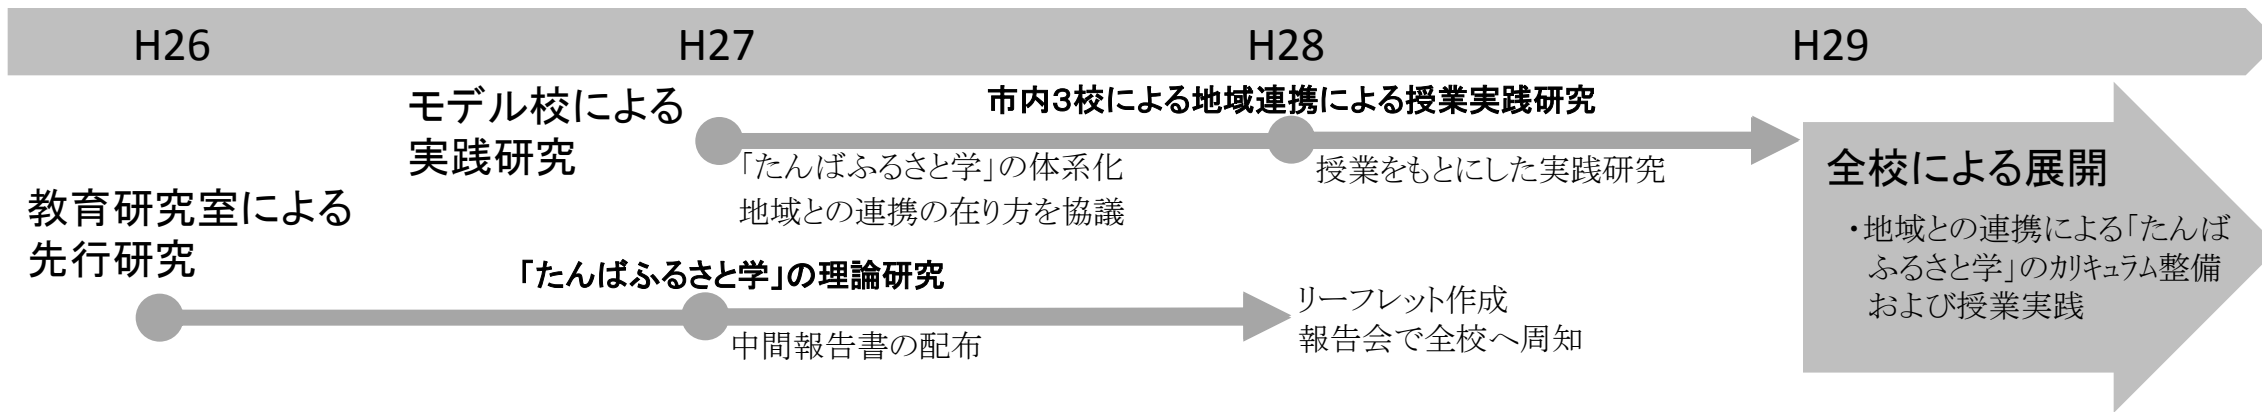 H26
H27
H28
H29
モデル校による
実践研究
市内３校による地域連携による授業実践研究
「たんばふるさと学」の体系化
地域との連携の在り方を協議
授業をもとにした実践研究
教育研究室による
先行研究
「たんばふるさと学」の理論研究
中間報告書の配布
リーフレット作成
報告会で全校へ周知
全校による展開
・地域との連携による「たんば
ふるさと学」のカリキュラム整備
および授業実践